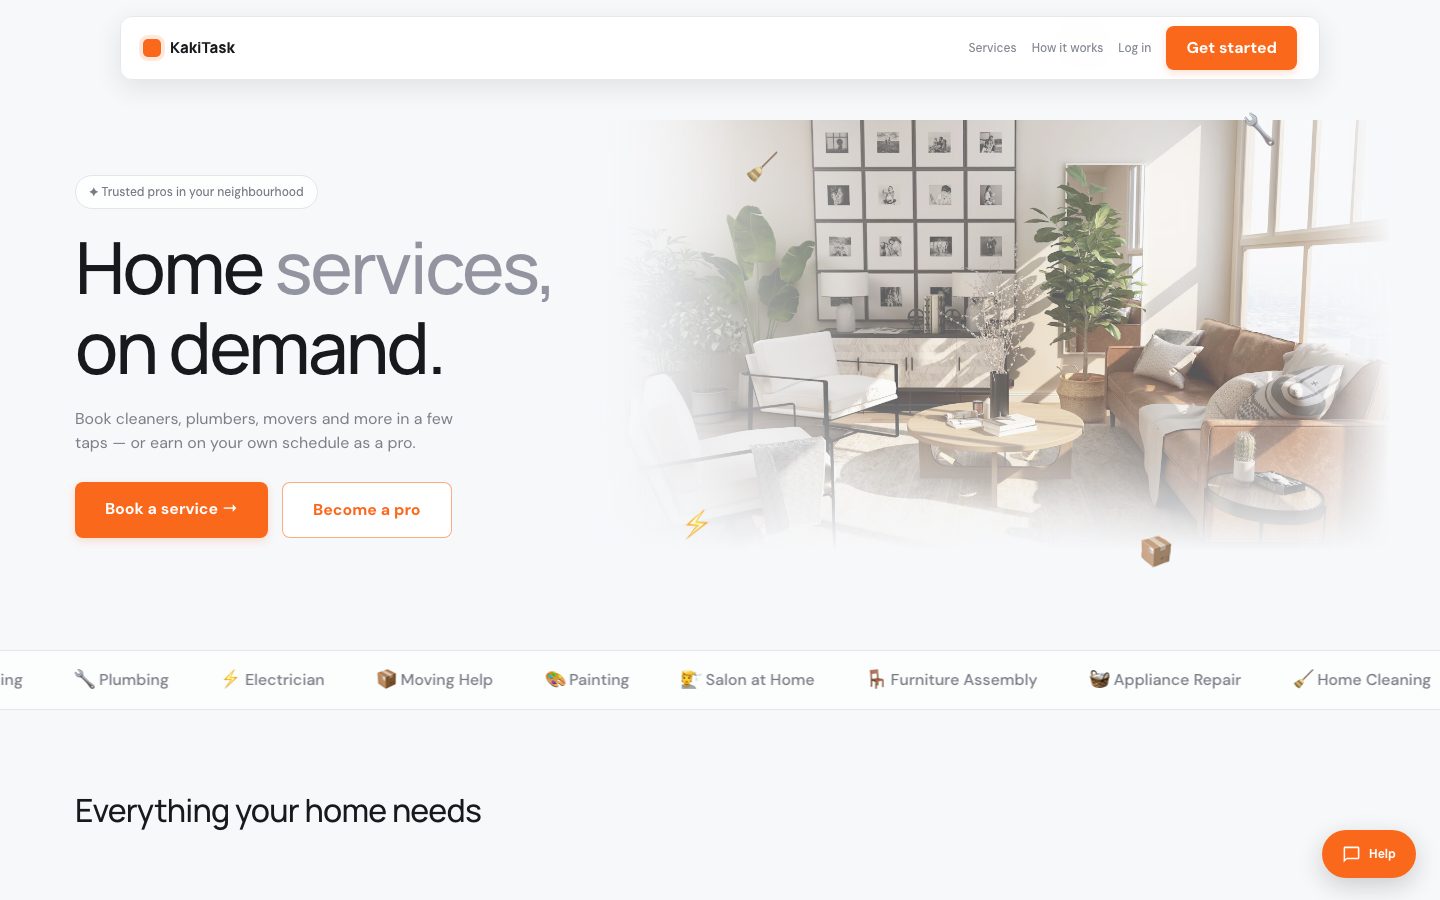 KakiTask
Services
How it works
Log in
Get started
✦ Trusted pros in your neighbourhood
Home services,
on demand.
Book cleaners, plumbers, movers and more in a few
taps — or earn on your own schedule as a pro.
Book a service →
Become a pro
ing
Plumbing
Electrician
Moving Help
Painting
Salon at Home
Furniture Assembly
Appliance Repair
Home Cleaning
Everything your home needs
Help